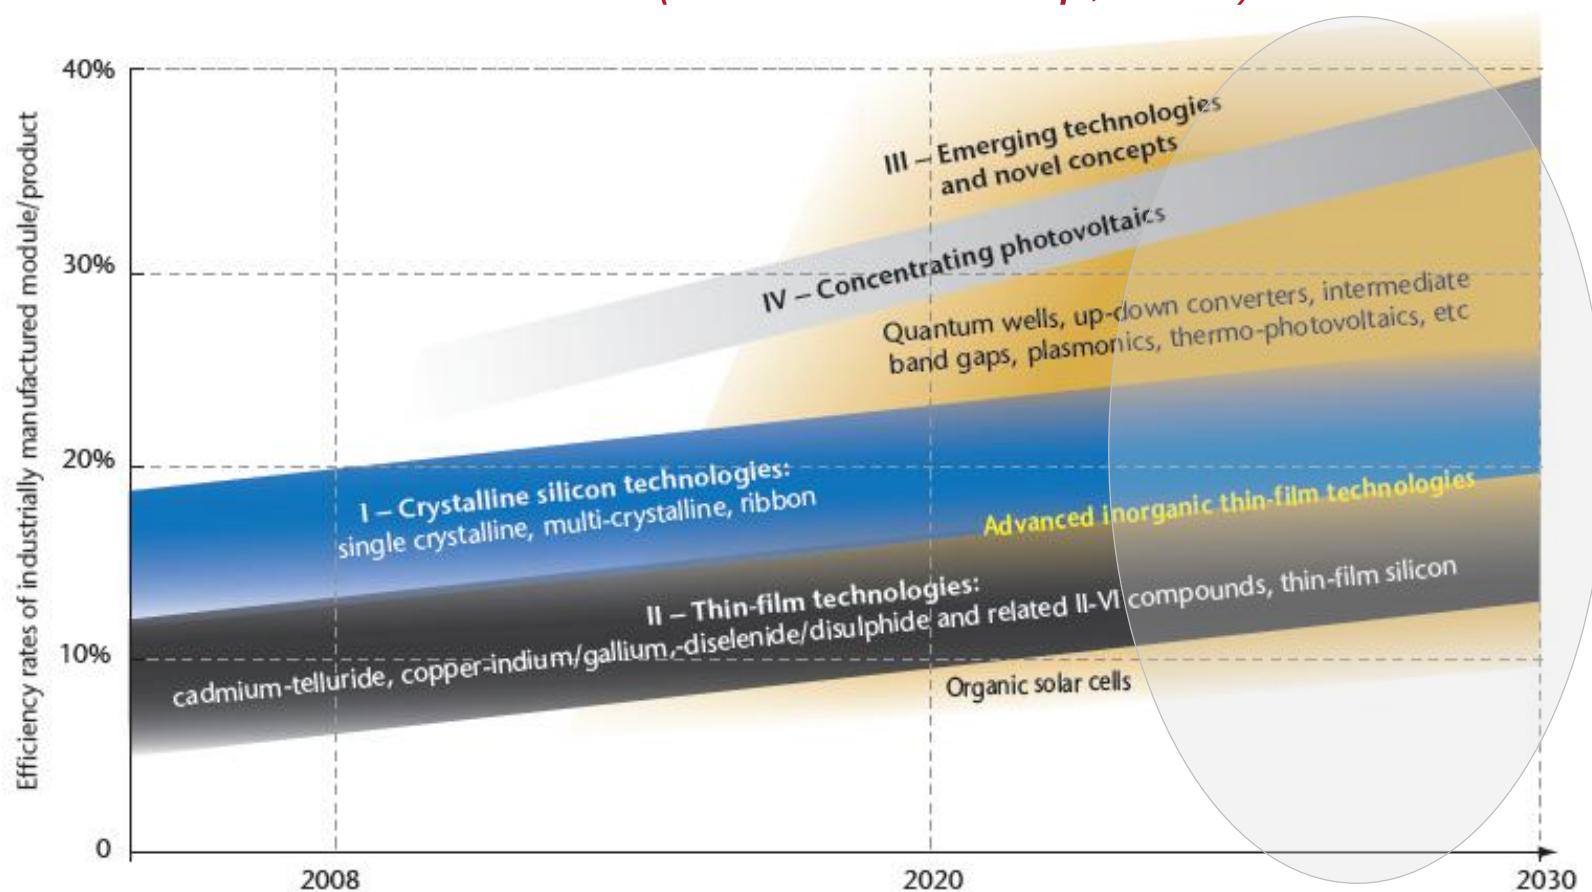 40%
III – Emerging technologies
and novel concepts
IV – Concentrating photovoltaics
30%
Quantum wells, up-down converters, intermediate
band gaps, plasmonics, thermo-photovoltaics, etc
20%
I – Crystalline silicon technologies:
single crystalline, multi-crystalline, ribbon
Advanced inorganic thin-film technologies
II – Thin-film technologies:
cadmium-telluride, copper-indium/gallium,-diselenide/disulphide and related II-VI compounds, thin-film silicon
10%
Organic solar cells
0
2008
2020
2030
Efficiency rates of industrially manufactured module/product